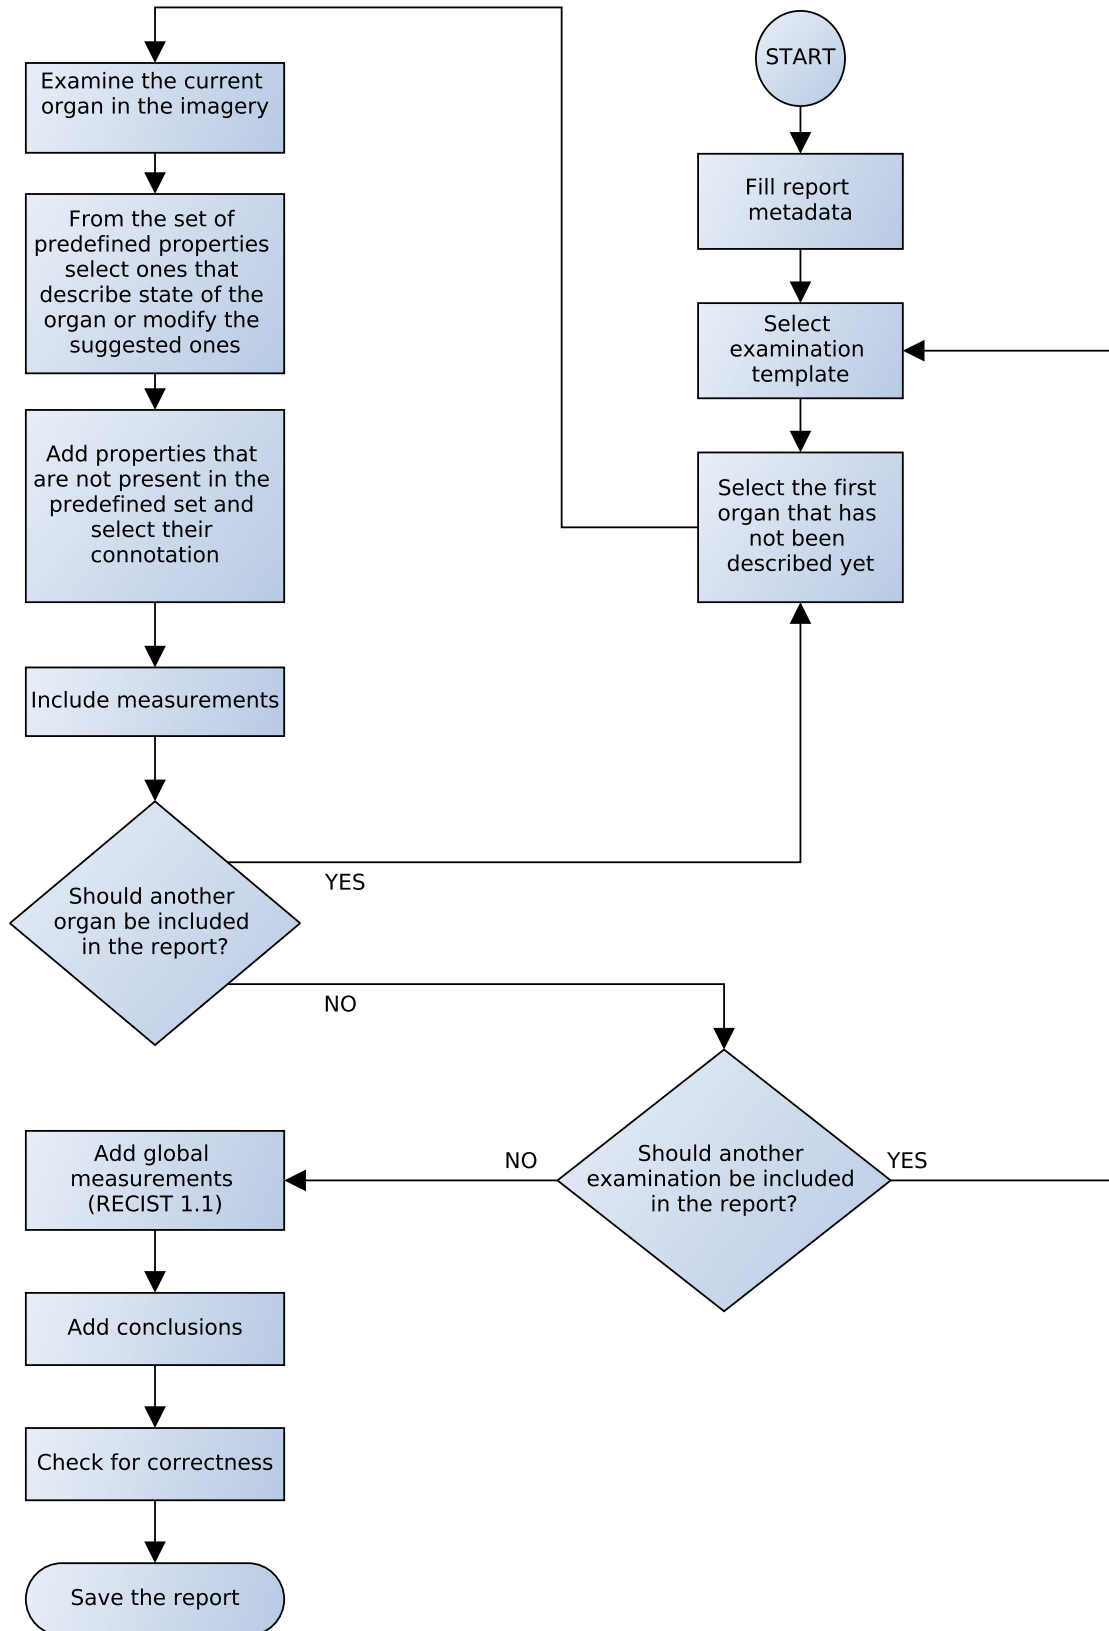 START
Fill report
metadata
Select
examination
template
Select the first
organ that has
not been
described yet
Examine the current
organ in the imagery
From the set of
predefined properties
select ones that
describe state of the
organ or modify the
suggested ones
Add properties that
are not present in the
predefined set and
select their
connotation
Include measurements
Should another
organ be included
in the report?
YES
NO
Should another
examination be included
in the report?
YES
NO
Add global
measurements
(RECIST 1.1)
Add conclusions
Check for correctness
Save the report